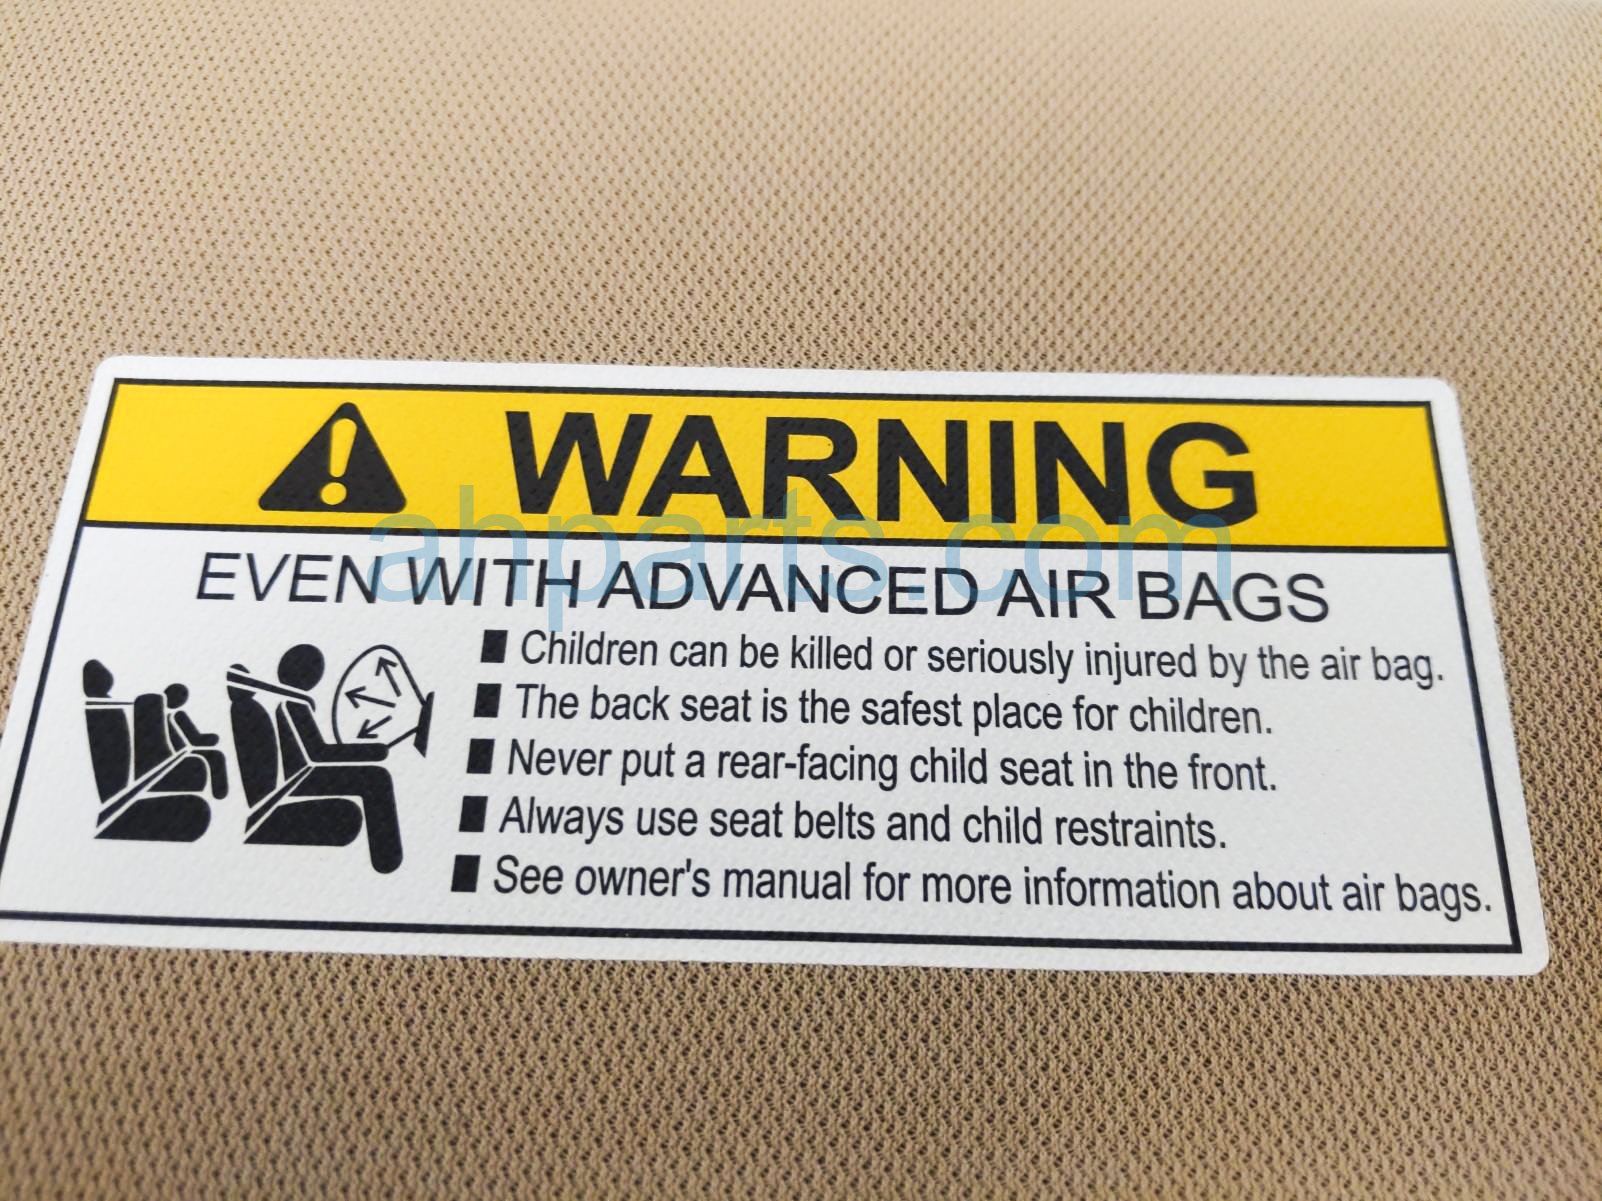 WARNING
EVEN WITH ADVANCED AIR BAGS
■ Children can be killed or seriously injured by the air bag.
■ The back seat is the safest place for children.
■ Never put a rear-facing child seat in the front.
■ Always use seat belts and child restraints.
■ See owner's manual for more information about air bags.
ahparts.com